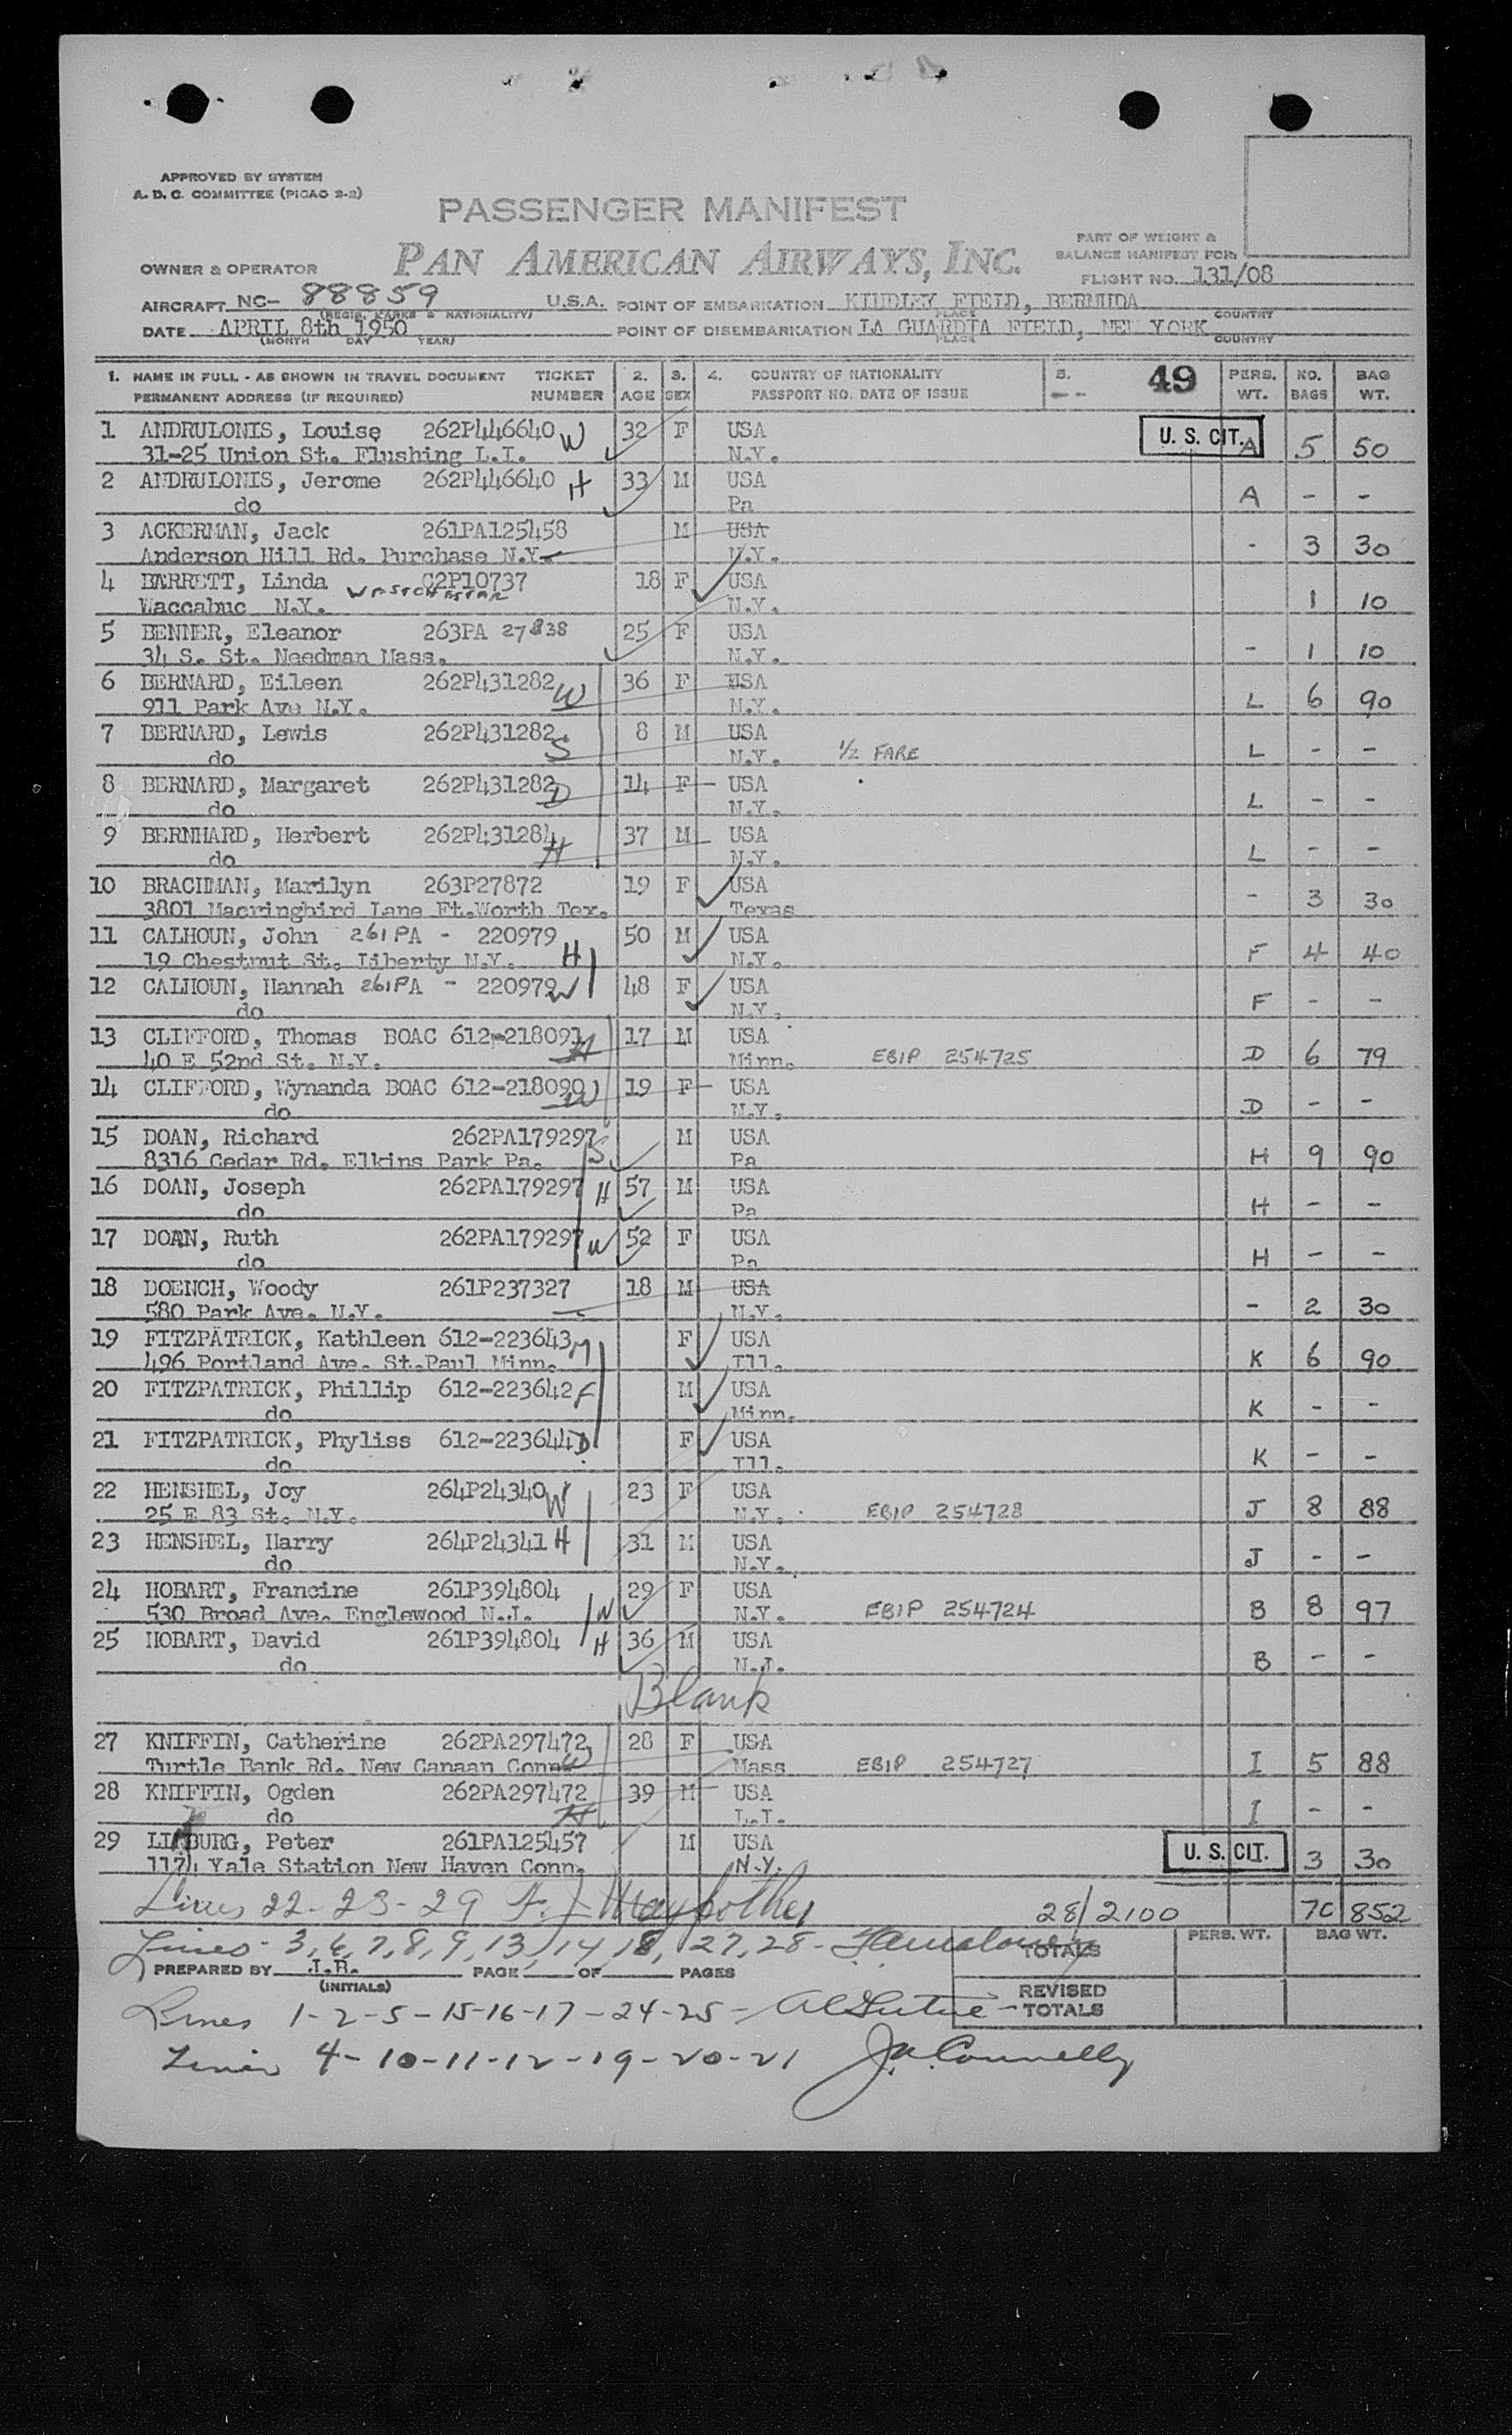 APPROVED BY SYSTEM
A. D. C. COMMITTEE (PICAO 2-2)
PASSENGER MANIFEST
PART OF WEIGHT &
BALANCE MANIFEST FOR:
OWNER & OPERATOR PAN AMERICAN AIRWAYS, INC. FLIGHT NO. 131/08
AIRCRAFT NC- 88859 U.S.A. POINT OF EMBARKATION KINDLEY FIELD, BERMUDA
(REGIS. MARKS & NATIONALITY) PLACE COUNTRY
DATE APRIL 8th 1950 POINT OF DISEMBARKATION LA GUARDIA FIELD, NEW YORK
(MONTH DAY YEAR) PLACE COUNTRY
1. NAME IN FULL - AS SHOWN IN TRAVEL DOCUMENT TICKET 2. 3. 4. COUNTRY OF NATIONALITY 5. 49 PERS. NO. BAG
PERMANENT ADDRESS (IF REQUIRED) NUMBER AGE SEX PASSPORT NO. DATE OF ISSUE WT. BAGS WT.
1 ANDRULONIS, Louise 262P446640 W 32 F USA U. S. CIT. A 5 50
31-25 Union St. Flushing L.I. N.Y.
2 ANDRULONIS, Jerome 262P446640 H 33 M USA A - -
do Pa
3 ACKERMAN, Jack 261PA125458 M USA - 3 30
Anderson Hill Rd. Purchase N.Y. N.Y.
4 BARRETT, Linda C2P10737 18 F USA 1 10
Waccabuc N.Y. WESTCHESTER N.Y.
5 BENNER, Eleanor 263PA 27838 25 F USA - 1 10
34 S. St. Needman Mass. N.Y.
6 BERNARD, Eileen 262P431282 W 36 F USA L 6 90
911 Park Ave N.Y. N.Y.
7 BERNARD, Lewis 262P431282 S 8 M USA L - -
do N.Y. 1/2 FARE
8 BERNARD, Margaret 262P431282 D 14 F USA L - -
do N.Y.
9 BERNHARD, Herbert 262P431284 H 37 M USA L - -
do N.Y.
10 BRACHMAN, Marilyn 263P27872 19 F USA - 3 30
3801 Macringbird Lane Ft.Worth Tex. Texas
11 CALHOUN, John 261PA - 220979 50 M USA F 4 40
19 Chestnut St. Liberty N.Y. H N.Y.
12 CALHOUN, Hannah 261PA - 220979 W 48 F USA F - -
do N.Y.
13 CLIFFORD, Thomas BOAC 612-218091 H 17 M USA D 6 79
40 E 52nd St. N.Y. Minn. EBIP 254725
14 CLIFFORD, Wynanda BOAC 612-218090 W 19 F USA D - -
do N.Y.
15 DOAN, Richard 262PA179297 S M USA H 9 90
8316 Cedar Rd. Elkins Park Pa. Pa
16 DOAN, Joseph 262PA179297 H 57 M USA H - -
do Pa
17 DOAN, Ruth 262PA179297 W 52 F USA H - -
do Pa
18 DOENCH, Woody 261P237327 18 M USA - 2 30
580 Park Ave. N.Y. N.Y.
19 FITZPATRICK, Kathleen 612-223643 M F USA K 6 90
496 Portland Ave. St.Paul Minn. Ill.
20 FITZPATRICK, Phillip 612-223642 F M USA K - -
do Minn.
21 FITZPATRICK, Phyliss 612-223644 D F USA K - -
do Ill.
22 HENSHEL, Joy 264P24340 W 23 F USA J 8 88
25 E 83 St. N.Y. N.Y. EBIP 254728
23 HENSHEL, Harry 264P24341 H 31 M USA J - -
do N.Y.
24 HOBART, Francine 261P394804 W 29 F USA B 8 97
530 Broad Ave. Englewood N.J. N.Y. EBIP 254724
25 HOBART, David 261P394804 H 36 M USA B - -
do N.J.
Blank
27 KNIFFIN, Catherine 262PA297472 W 28 F USA I 5 88
Turtle Bank Rd. New Canaan Conn Mass EBIP 254727
28 KNIFFIN, Ogden 262PA297472 H 39 M USA I - -
do L.I.
29 LIMBURG, Peter 261PA125457 M USA U. S. CIT. 3 30
1174 Yale Station New Haven Conn. N.Y.
Lines 22-23-29 28/2100 70 852
Lines - 3,6,7,8,9,13,14,18,27,28 - TOTALS PERS. WT. BAG WT.
PREPARED BY J.B. PAGE OF PAGES
(INITIALS)
REVISED
TOTALS
Lines 1-2-5-15-16-17-24-25-
Lines 4-10-11-12-19-20-21 J.A. Connelly